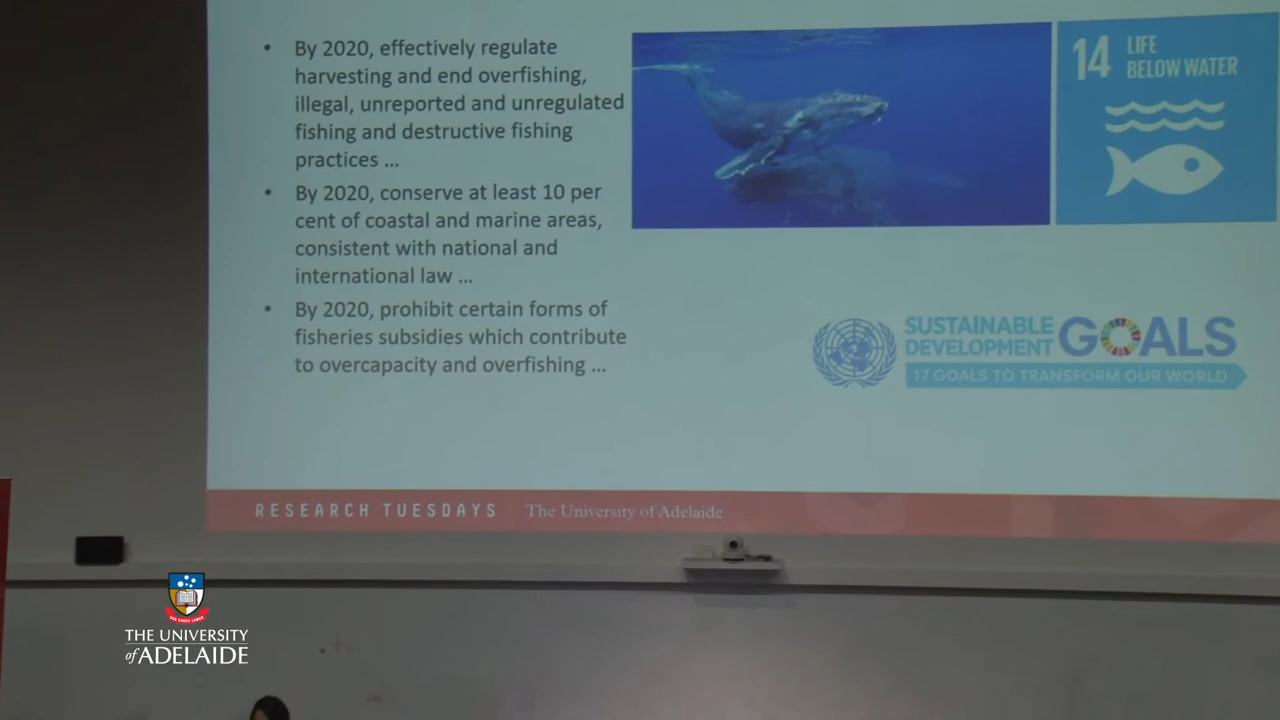 By 2020, effectively regulate
harvesting and end overfishing,
illegal, unreported and unregulated
fishing and destructive fishing
practices ...
By 2020, conserve at least 10 per
cent of coastal and marine areas,
consistent with national and
international law ...
By 2020, prohibit certain forms of
fisheries subsidies which contribute
to overcapacity and overfishing ...
14 LIFE
BELOW WATER
SUSTAINABLE
DEVELOPMENT GOALS
17 GOALS TO TRANSFORM OUR WORLD
RESEARCH TUESDAYS The University of Adelaide
THE UNIVERSITY
of ADELAIDE